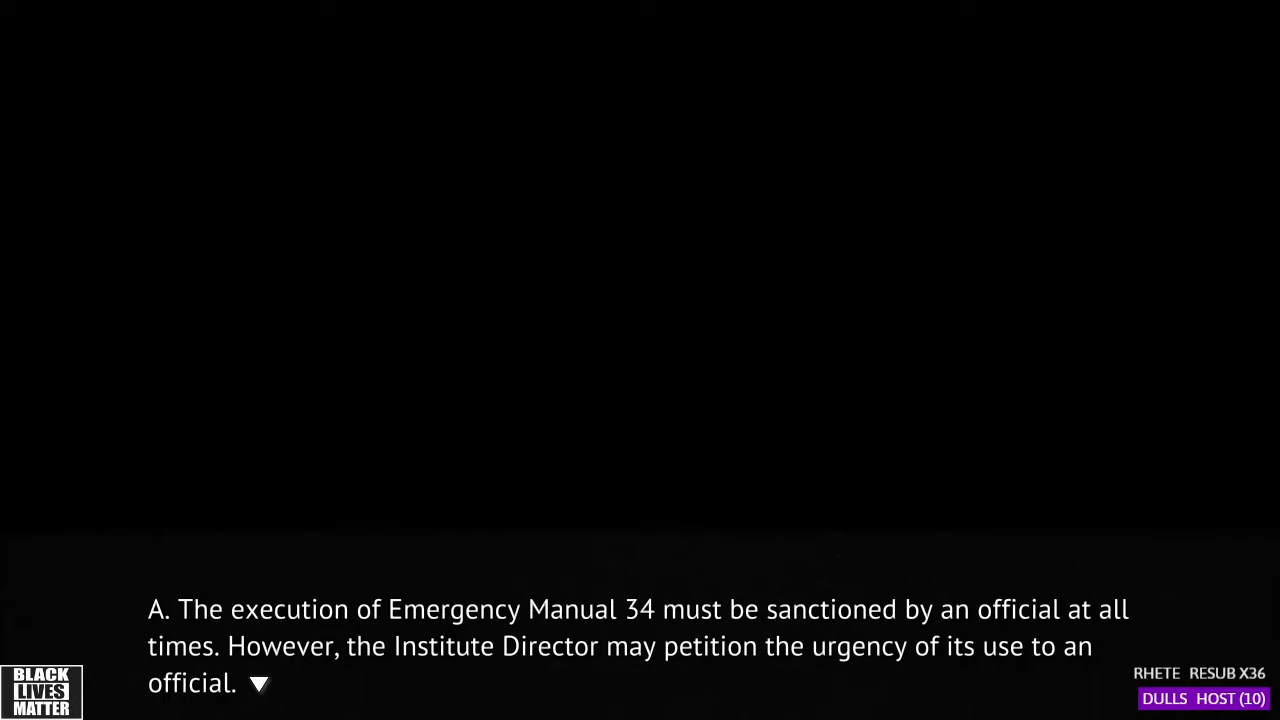 A. The execution of Emergency Manual 34 must be sanctioned by an official at all
times. However, the Institute Director may petition the urgency of its use to an
official.
BLACK
LIVES
MATTER
RHETE RESUB X36
DULLS HOST (10)